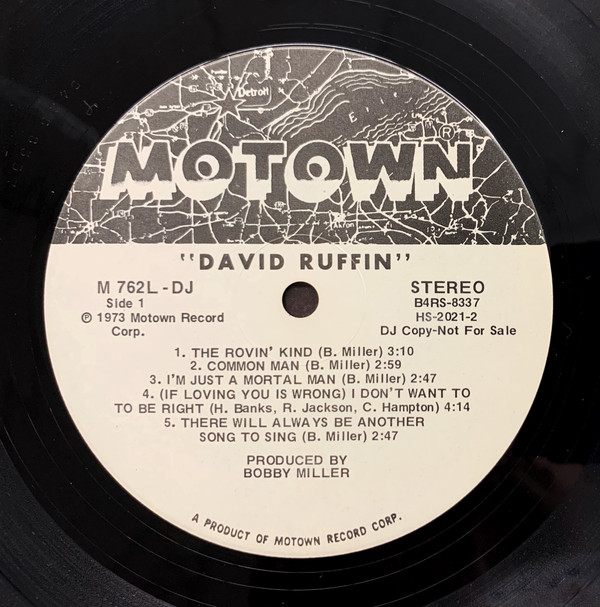 Detroit
Erie
MOTOWN®
Akron
"DAVID RUFFIN"
M 762L-DJ
Side 1
℗ 1973 Motown Record
Corp.
STEREO
B4RS-8337
HS-2021-2
DJ Copy-Not For Sale
1. THE ROVIN' KIND (B. Miller) 3:10
2. COMMON MAN (B. Miller) 2:59
3. I'M JUST A MORTAL MAN (B. Miller) 2:47
4. (IF LOVING YOU IS WRONG) I DON'T WANT TO
TO BE RIGHT (H. Banks, R. Jackson, C. Hampton) 4:14
5. THERE WILL ALWAYS BE ANOTHER
SONG TO SING (B. Miller) 2:47
PRODUCED BY
BOBBY MILLER
A PRODUCT OF MOTOWN RECORD CORP.